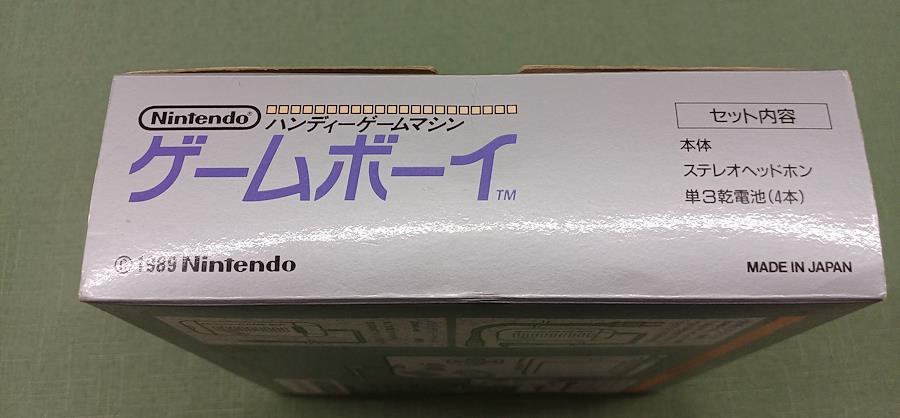 Nintendo®
ハンディーゲームマシン
ゲームボーイ™
セット内容
本体
ステレオヘッドホン
単3乾電池(4本)
©1989 Nintendo
MADE IN JAPAN